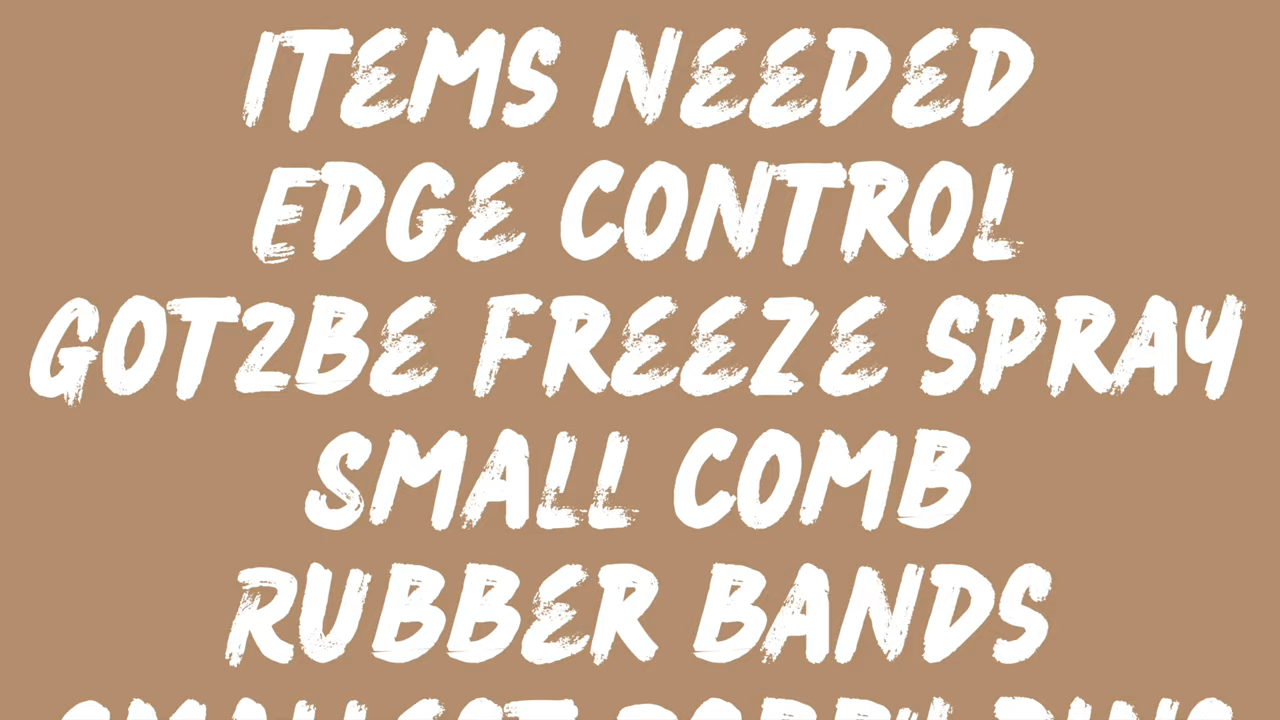 ITEMS NEEDED
EDGE CONTROL
GOT2BE FREEZE SPRAY
SMALL COMB
RUBBER BANDS